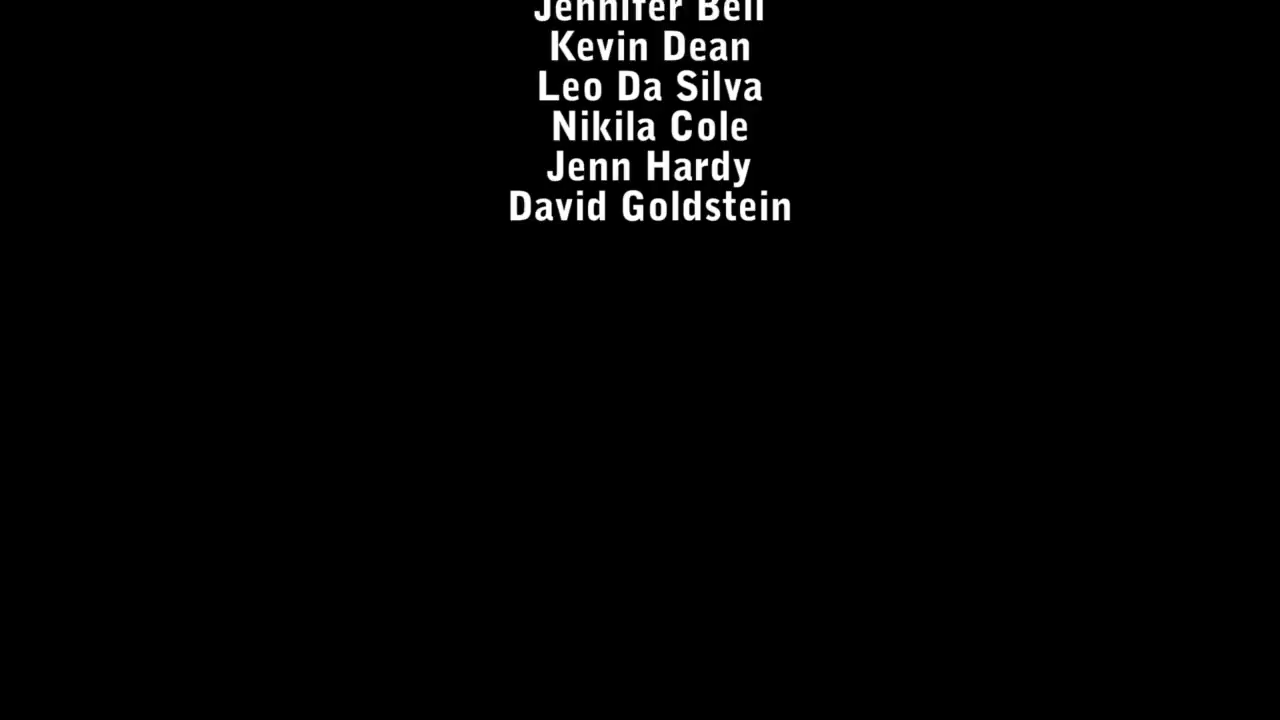 Jennifer Bell
Kevin Dean
Leo Da Silva
Nikila Cole
Jenn Hardy
David Goldstein